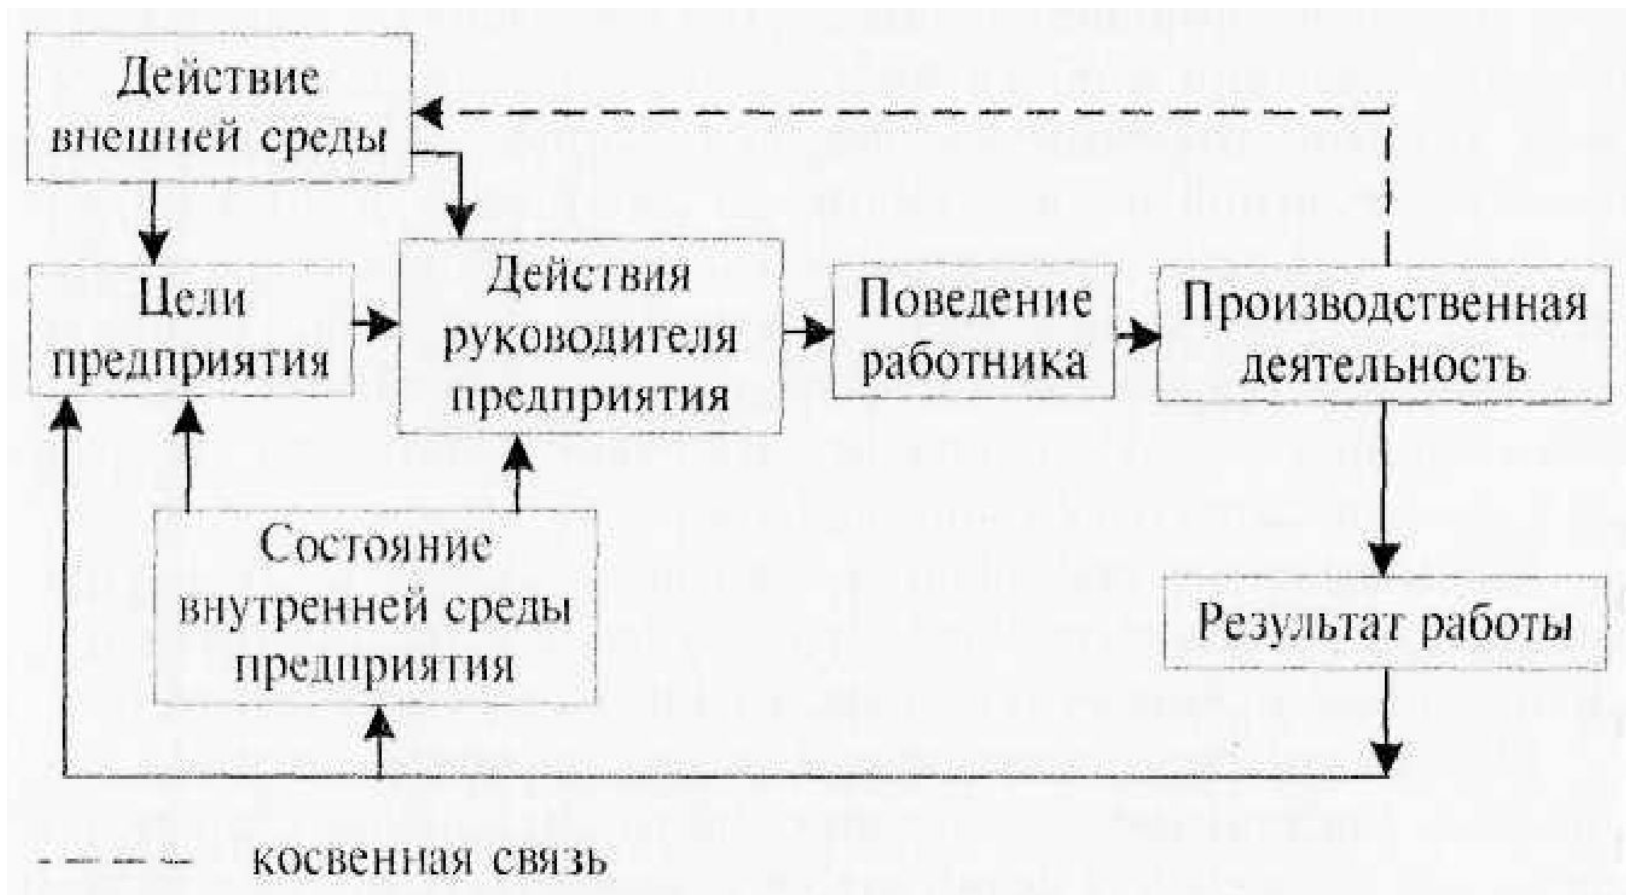 Действие
внешней среды
Цели
предприятия
Действия
руководителя
предприятия
Поведение
работника
Производственная
деятельность
Состояние
внутренней среды
предприятия
Результат работы
косвенная связь